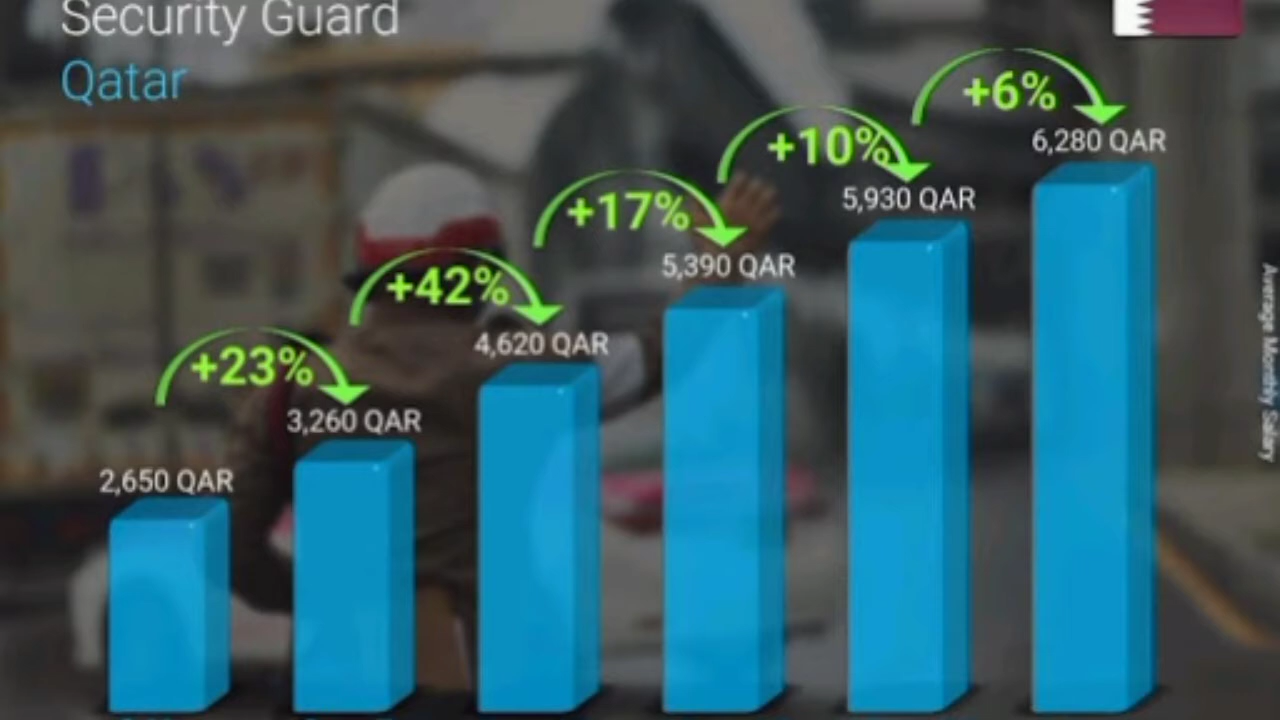 Security Guard
Qatar
+6%
6,280 QAR
+10%
5,930 QAR
+17%
5,390 QAR
+42%
4,620 QAR
+23%
3,260 QAR
2,650 QAR
Average Monthly Salary